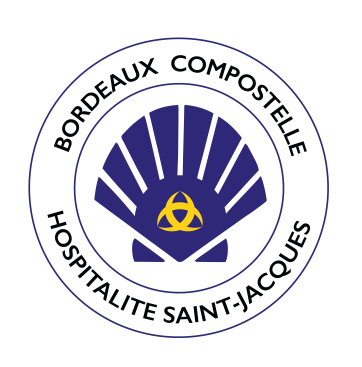 BORDEAUX COMPOSTELLE
HOSPITALITE SAINT-JACQUES